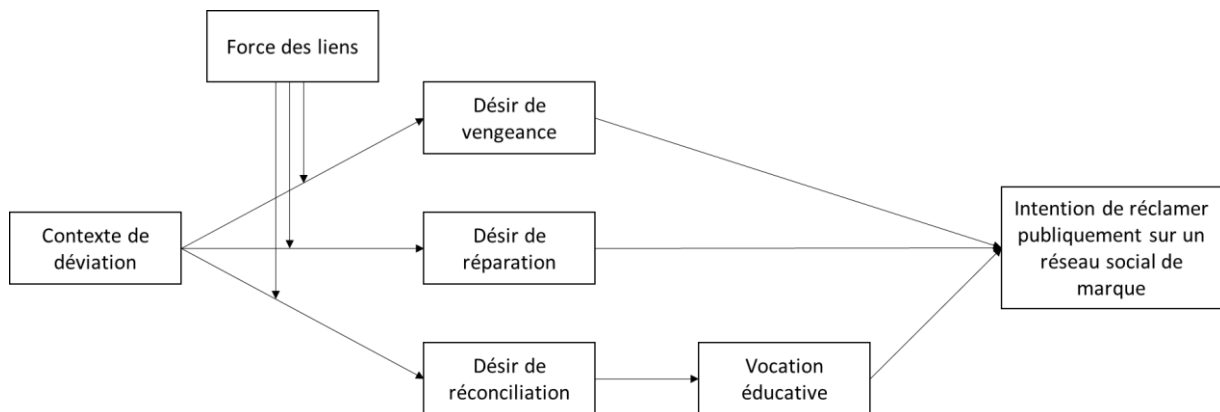 Force des liens
Désir de
vengeance
Contexte de
déviation
Désir de
réparation
Intention de réclamer
publiquement sur un
réseau social de
marque
Désir de
réconciliation
Vocation
éducative